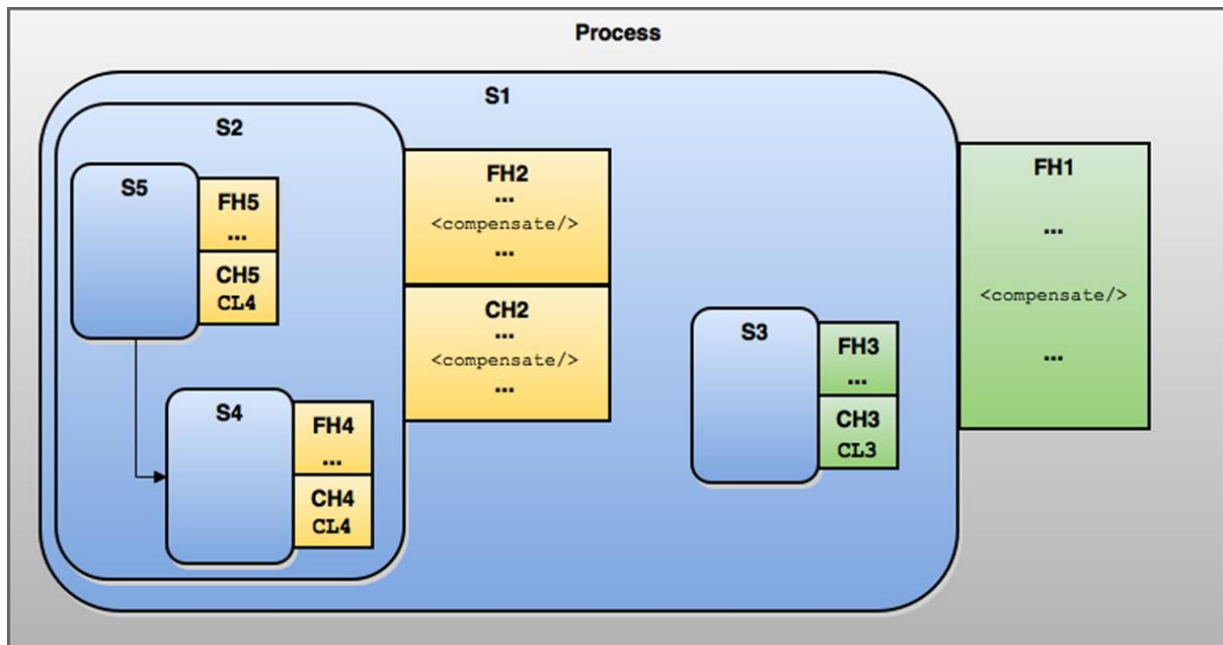 Process
S1
S2
S5
FH5
...
CH5
CL4
S4
FH4
...
CH4
CL4
FH2
...
<compensate/>
...
CH2
...
<compensate/>
...
S3
FH3
...
CH3
CL3
FH1
...
<compensate/>
...